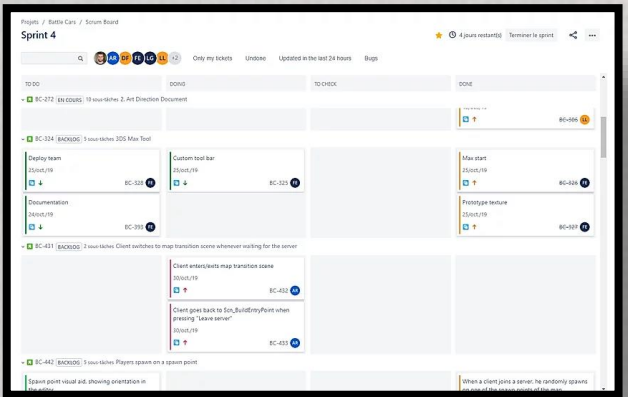 Projets / Battle Cars / Scrum Board
Sprint 4
4 jours restant(s) Terminer le sprint
AR OF FE LG LL +2 Only my tickets Undone Updated in the last 24 hours Bugs
TO DO DOING TO CHECK DONE
BC-272 EN COURS 10 sous-tâches 2. Art Direction Document
LL
BC-324 BACKLOG 5 sous-tâches 3DS Max Tool
Deploy team
25/oct./19
BC-328 FE
Custom tool bar
25/oct./19
BC-325 FE
Max start
25/oct./19
BC-326 FE
Documentation
24/oct./19
BC-390 FE
Prototype texture
25/oct./19
BC-327 FE
BC-431 BACKLOG 2 sous-tâches Client switches to map transition scene whenever waiting for the server
Client enters/exits map transition scene
30/oct./19
BC-432 AR
Client goes back to Scn_BuildEntryPoint when
pressing "Leave server"
30/oct./19
BC-433 AR
BC-442 BACKLOG 5 sous-tâches Players spawn on a spawn point
Spawn point visual aid, showing orientation in
the editor
When a client joins a server, he randomly spawns
on one of the spawn points of the map